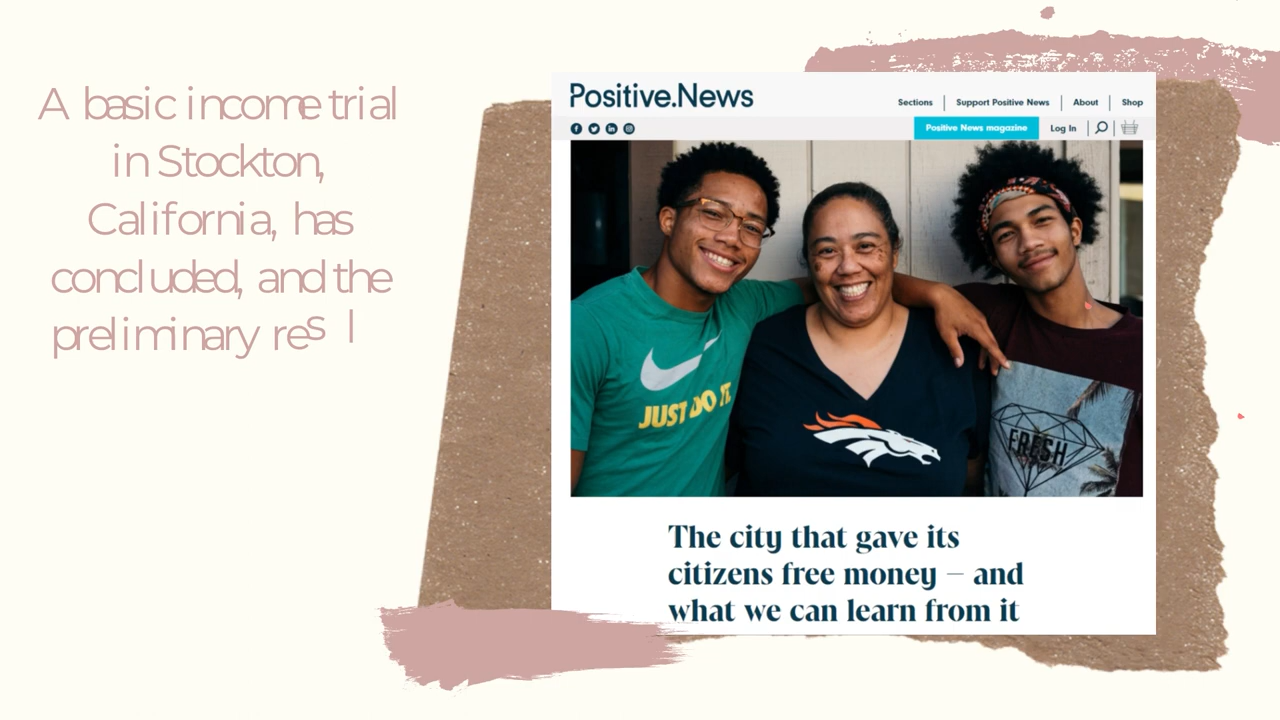 A basic income trial
in Stockton,
California, has
concluded, and the
preliminary
Positive.News
Sections
Support Positive News
About
Shop
Positive News magazine
Log In
JUST DO IT.
FRESH
The city that gave its
citizens free money — and
what we can learn from it